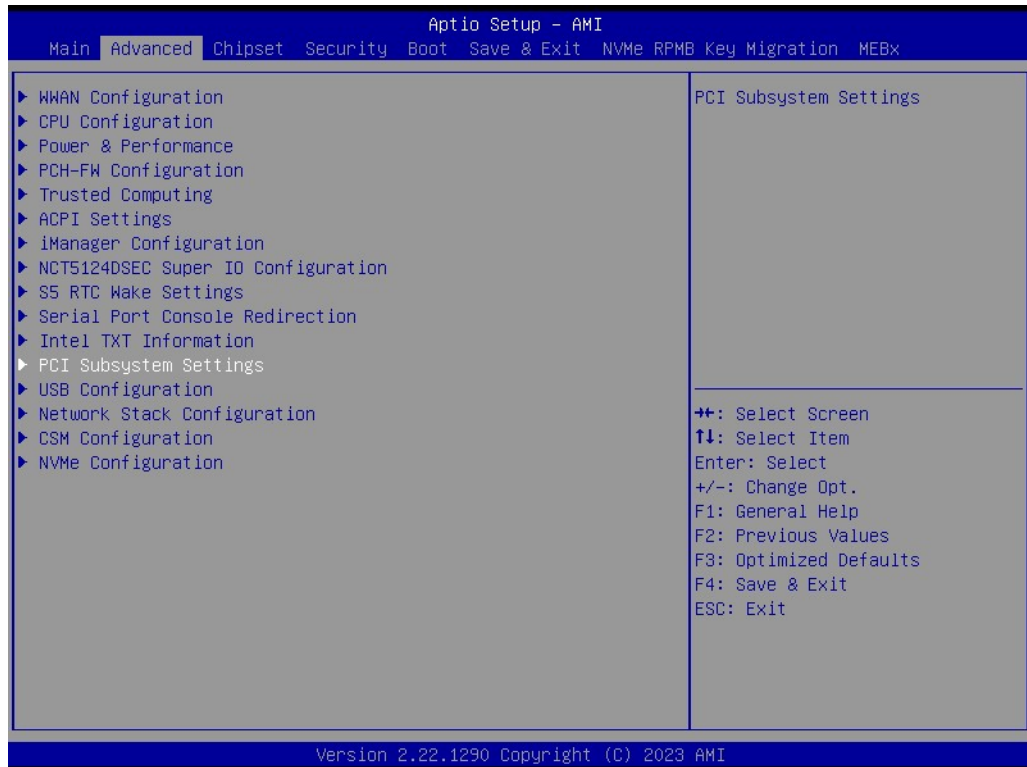 Aptio Setup – AMI
Main Advanced Chipset Security Boot Save & Exit NVMe RPMB Key Migration MEBx
▶ WWAN Configuration
▶ CPU Configuration
▶ Power & Performance
▶ PCH-FW Configuration
▶ Trusted Computing
▶ ACPI Settings
▶ iManager Configuration
▶ NCT5124DSEC Super IO Configuration
▶ S5 RTC Wake Settings
▶ Serial Port Console Redirection
▶ Intel TXT Information
▶ PCI Subsystem Settings
▶ USB Configuration
▶ Network Stack Configuration
▶ CSM Configuration
▶ NVMe Configuration
PCI Subsystem Settings
→←: Select Screen
↑↓: Select Item
Enter: Select
+/-: Change Opt.
F1: General Help
F2: Previous Values
F3: Optimized Defaults
F4: Save & Exit
ESC: Exit
Version 2.22.1290 Copyright (C) 2023 AMI